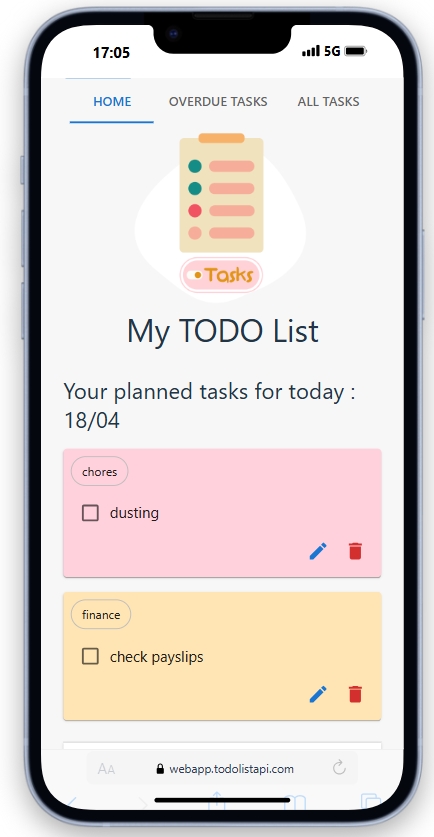 17:05 5G
HOME OVERDUE TASKS ALL TASKS
Tasks
My TODO List
Your planned tasks for today :
18/04
chores
dusting
finance
check payslips
AA webapp.todolistapi.com